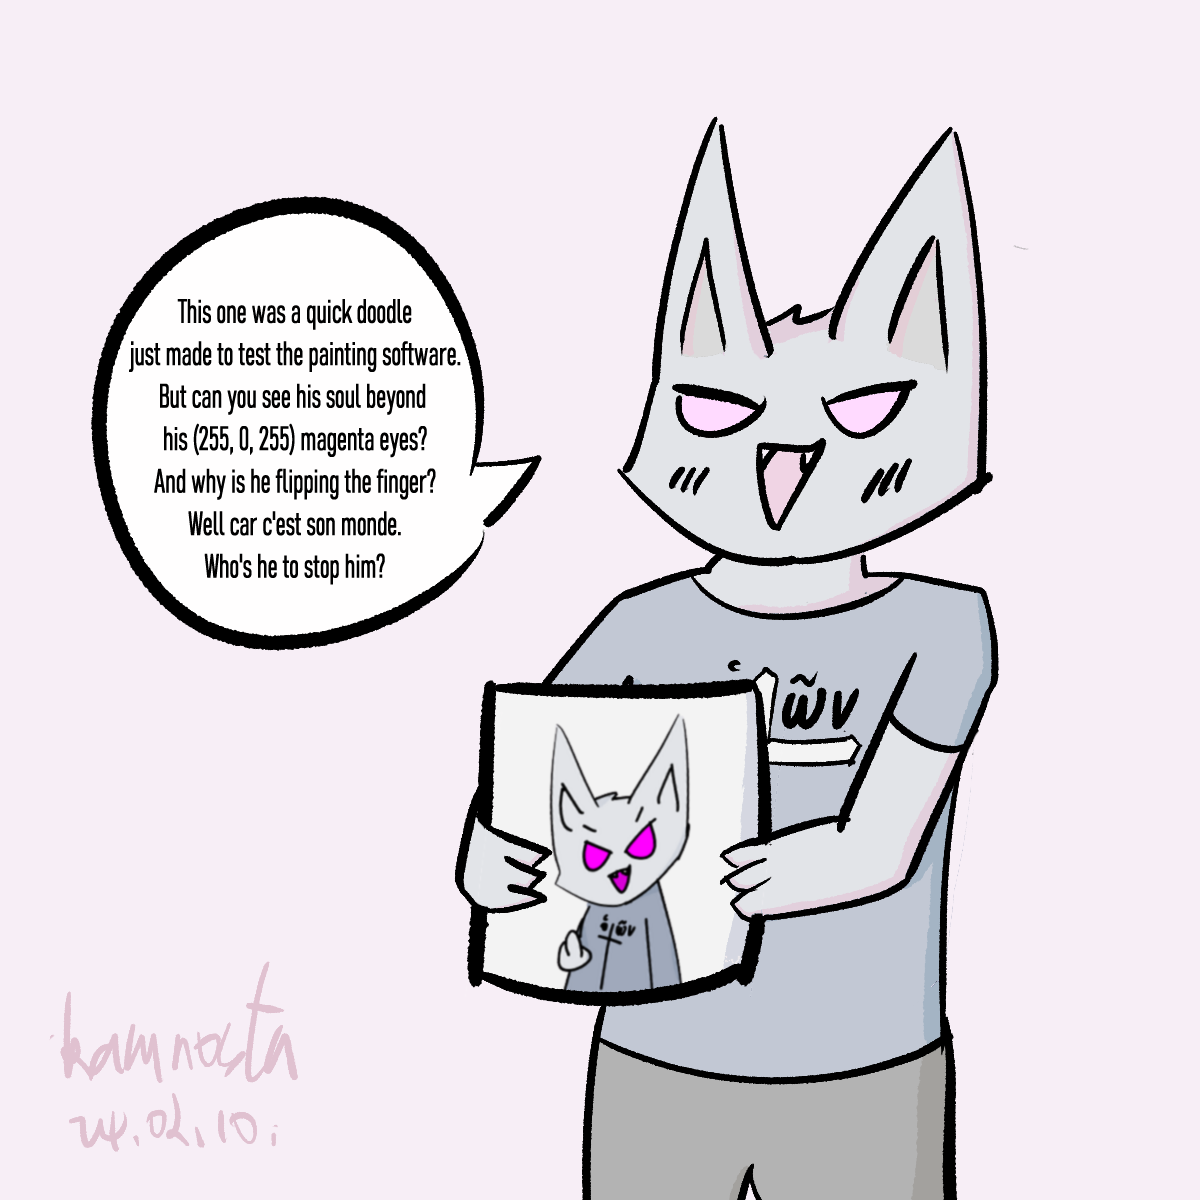 This one was a quick doodle
just made to test the painting software.
But can you see his soul beyond
his (255, 0, 255) magenta eyes?
And why is he flipping the finger?
Well car c'est son monde.
Who's he to stop him?
ὁ ὤν
ὁ ὤν
kamnosta
24.02.10.